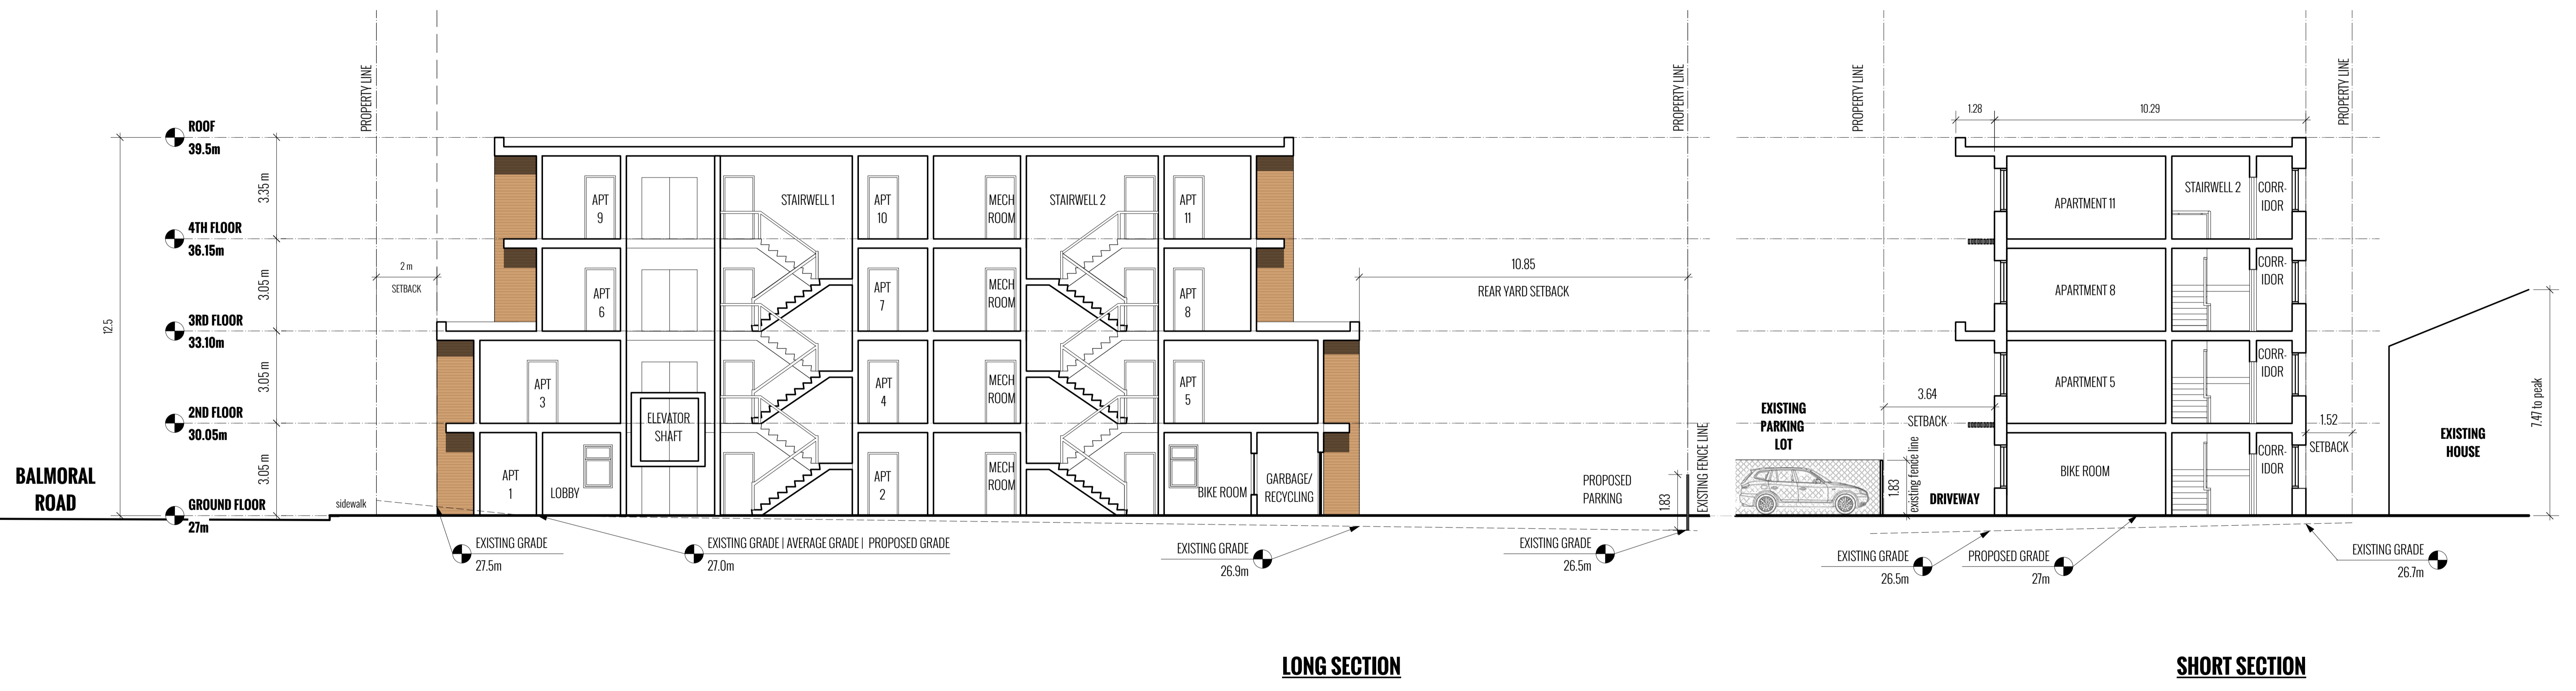 PROPERTY LINE
PROPERTY LINE
PROPERTY LINE
PROPERTY LINE
ROOF
39.5m
4TH FLOOR
36.15m
3RD FLOOR
33.10m
2ND FLOOR
30.05m
GROUND FLOOR
27m
12.5
3.35 m
3.05 m
3.05 m
3.05 m
BALMORAL
ROAD
sidewalk
2 m
SETBACK
APT
9
STAIRWELL 1
APT
10
MECH
ROOM
STAIRWELL 2
APT
11
APT
6
APT
7
MECH
ROOM
APT
8
APT
3
ELEVATOR
SHAFT
APT
4
MECH
ROOM
APT
5
APT
1
LOBBY
APT
2
MECH
ROOM
BIKE ROOM
GARBAGE/
RECYCLING
10.85
REAR YARD SETBACK
PROPOSED
PARKING
1.83
EXISTING FENCE LINE
EXISTING GRADE
27.5m
EXISTING GRADE | AVERAGE GRADE | PROPOSED GRADE
27.0m
EXISTING GRADE
26.9m
EXISTING GRADE
26.5m
LONG SECTION
1.28
10.29
APARTMENT 11
STAIRWELL 2
CORR-
IDOR
APARTMENT 8
CORR-
IDOR
APARTMENT 5
CORR-
IDOR
BIKE ROOM
CORR-
IDOR
3.64
SETBACK
EXISTING
PARKING
LOT
1.83
existing fence line
DRIVEWAY
1.52
SETBACK
EXISTING
HOUSE
7.47 to peak
EXISTING GRADE
26.5m
PROPOSED GRADE
27m
EXISTING GRADE
26.7m
SHORT SECTION